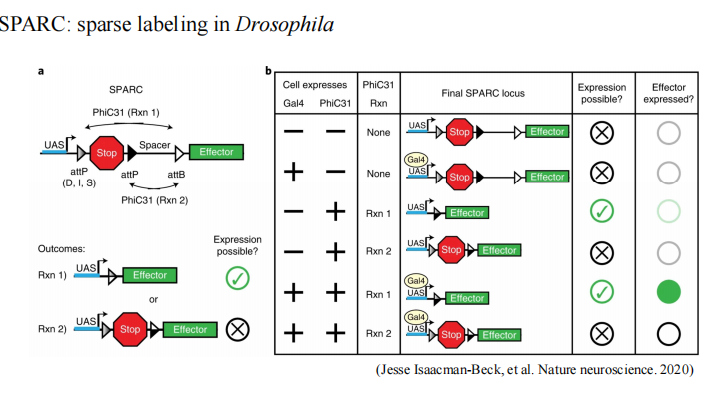 SPARC: sparse labeling in Drosophila
a
SPARC
PhiC31 (Rxn 1)
UAS
Stop
Spacer
Effector
attP
(D, I, S)
attP
attB
PhiC31 (Rxn 2)
Outcomes:
Expression
possible?
Rxn 1)
UAS
Effector
or
Rxn 2)
UAS
Stop
Effector
b
Cell expresses
Gal4 PhiC31
PhiC31
Rxn
Final SPARC locus
Expression
possible?
Effector
expressed?
− − None UAS Stop Effector
Gal4
+ − None UAS Stop Effector
− + Rxn 1 UAS Effector
− + Rxn 2 UAS Stop Effector
Gal4
+ + Rxn 1 UAS Effector
Gal4
+ + Rxn 2 UAS Stop Effector
(Jesse Isaacman-Beck, et al. Nature neuroscience. 2020)